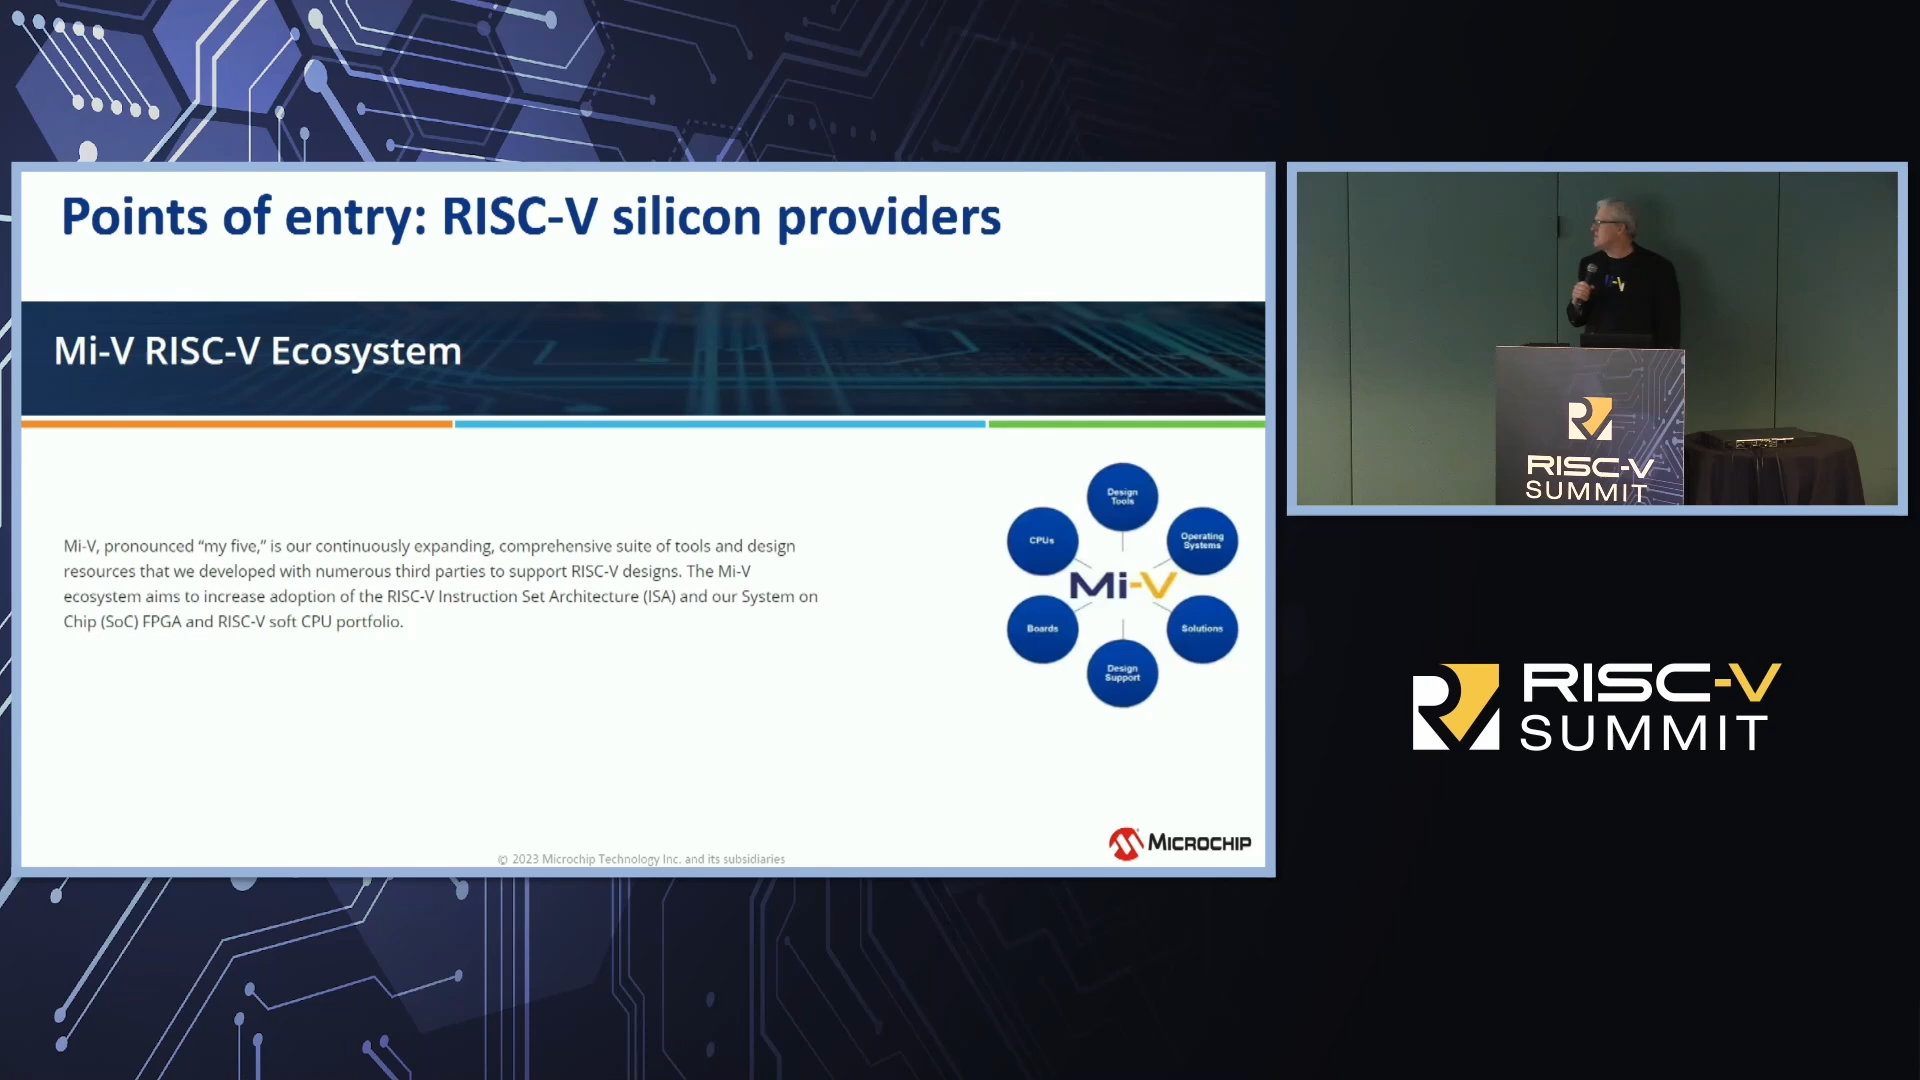 Points of entry: RISC-V silicon providers
Mi-V RISC-V Ecosystem
Mi-V, pronounced “my five,” is our continuously expanding, comprehensive suite of tools and design
resources that we developed with numerous third parties to support RISC-V designs. The Mi-V
ecosystem aims to increase adoption of the RISC-V Instruction Set Architecture (ISA) and our System on
Chip (SoC) FPGA and RISC-V soft CPU portfolio.
Design
Tools
CPUs
Operating
Systems
Mi-V
Boards
Solutions
Design
Support
MICROCHIP
© 2023 Microchip Technology Inc. and its subsidiaries
RISC-V
SUMMIT
RISC-V
SUMMIT